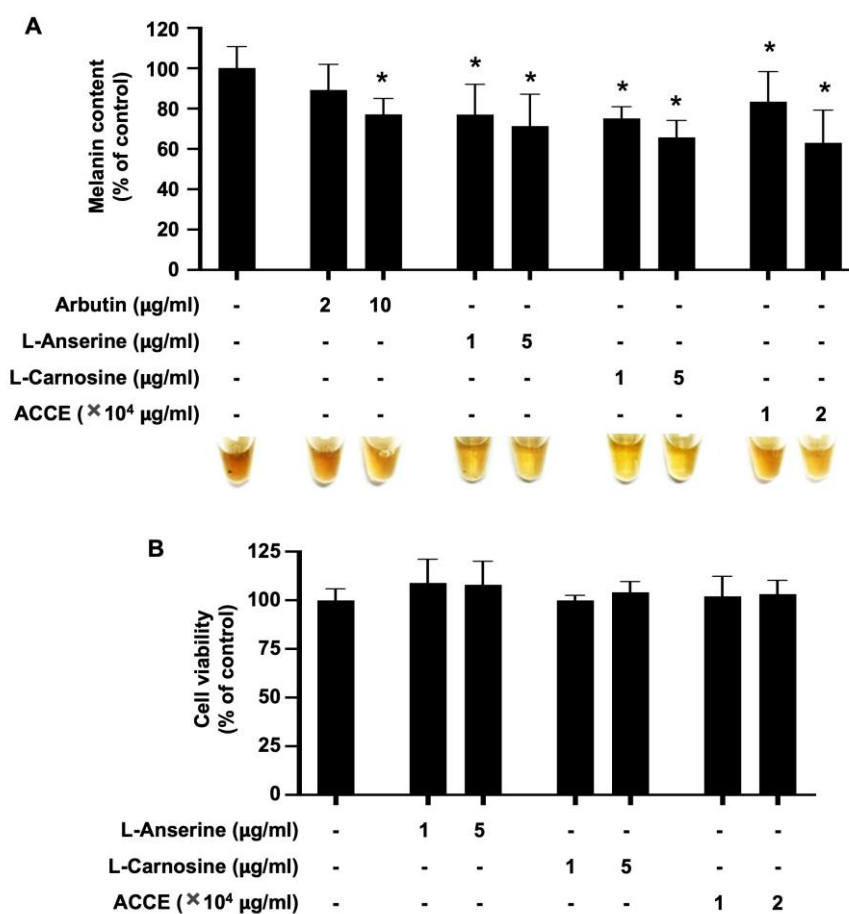 A
120
100
80
60
40
20
0
Melanin content
(% of control)
* * * * * * *
Arbutin (μg/ml) - 2 10 - - - - - -
L-Anserine (μg/ml) - - - 1 5 - - - -
L-Carnosine (μg/ml) - - - - - 1 5 - -
ACCE (×10⁴ μg/ml) - - - - - - - 1 2
B
125
100
75
50
25
0
Cell viability
(% of control)
L-Anserine (μg/ml) - 1 5 - - - -
L-Carnosine (μg/ml) - - - 1 5 - -
ACCE (×10⁴ μg/ml) - - - - - 1 2